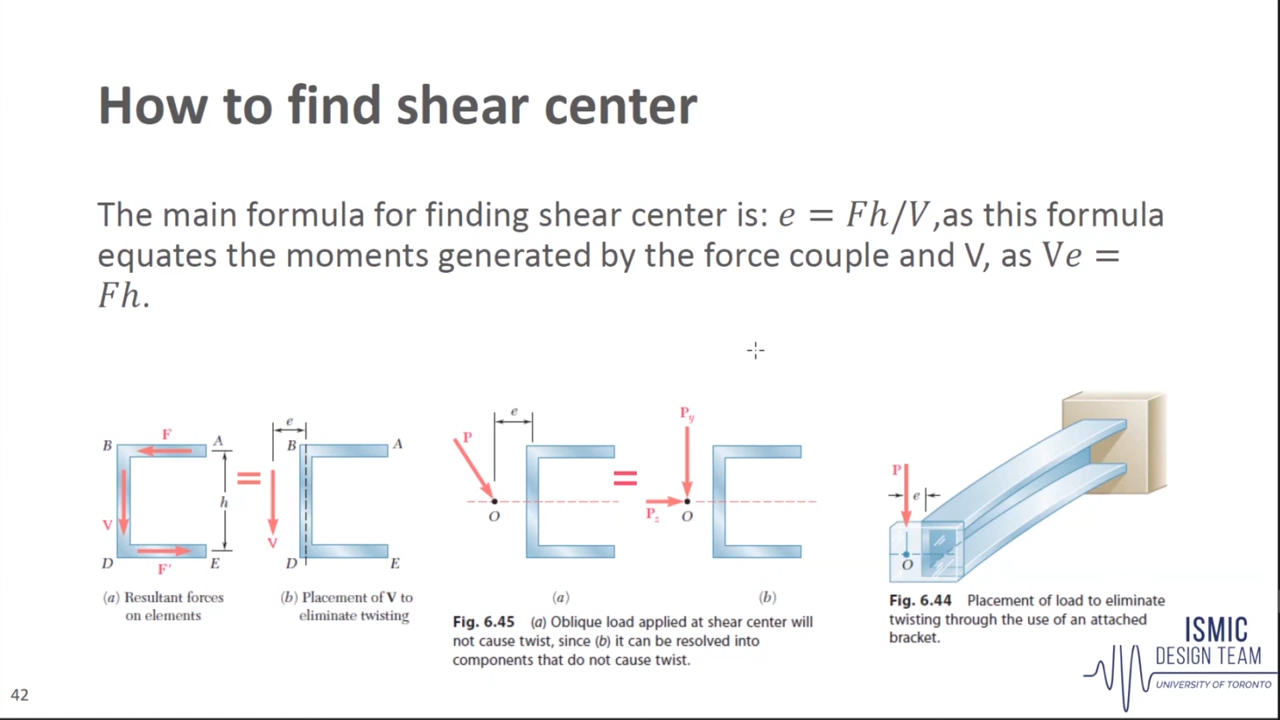 How to find shear center
The main formula for finding shear center is: e = Fh/V,as this formula
equates the moments generated by the force couple and V, as Ve =
Fh.
B
F
A
h
V
D
F'
E
(a) Resultant forces
on elements
=
e
B
A
V
D
E
(b) Placement of V to
eliminate twisting
e
P
O
(a)
=
Py
Pz
O
(b)
Fig. 6.45 (a) Oblique load applied at shear center will
not cause twist, since (b) it can be resolved into
components that do not cause twist.
P
e
O
Fig. 6.44 Placement of load to eliminate
twisting through the use of an attached
bracket.
ISMIC
DESIGN TEAM
UNIVERSITY OF TORONTO
42